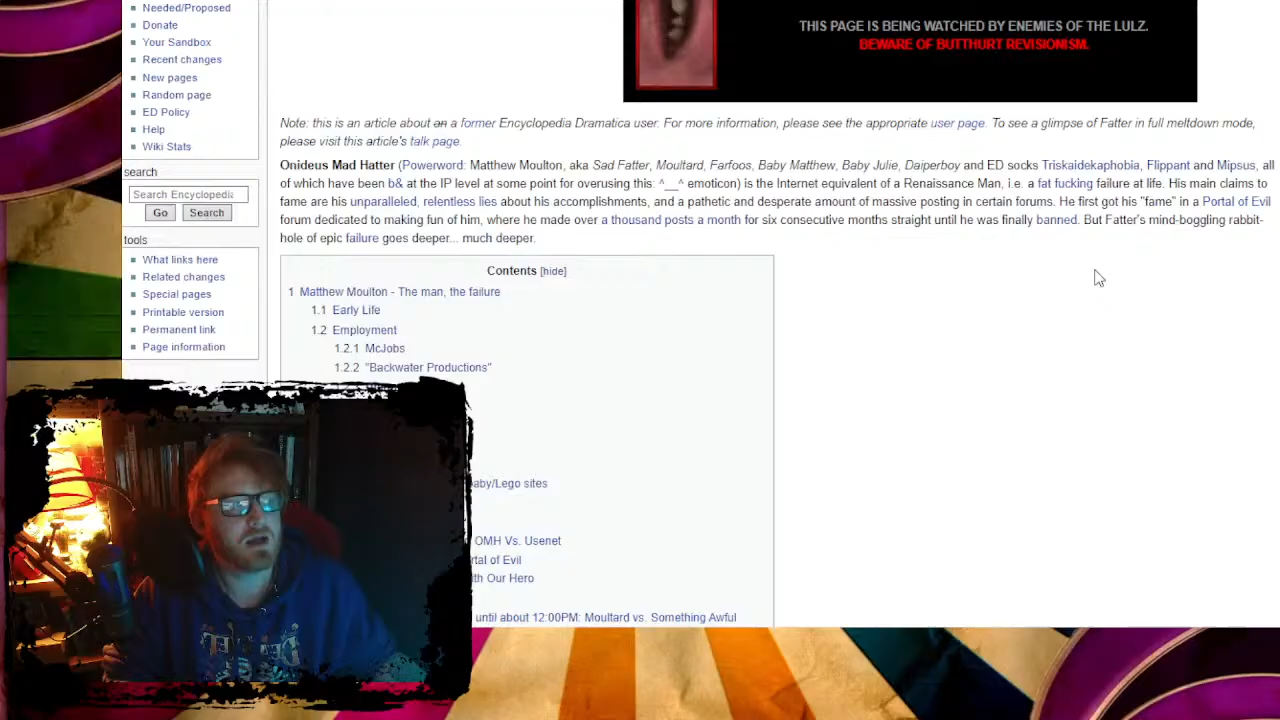 Needed/Proposed
Donate
Your Sandbox
Recent changes
New pages
Random page
ED Policy
Help
Wiki Stats
search
Search Encyclopedi
Go Search
tools
What links here
Related changes
Special pages
Printable version
Permanent link
Page information
THIS PAGE IS BEING WATCHED BY ENEMIES OF THE LULZ.
BEWARE OF BUTTHURT REVISIONISM.
Note: this is an article about an a former Encyclopedia Dramatica user. For more information, please see the appropriate user page. To see a glimpse of Fatter in full meltdown mode,
please visit this article's talk page.
Onideus Mad Hatter (Powerword: Matthew Moulton, aka Sad Fatter, Moultard, Farfoos, Baby Matthew, Baby Julie, Daiperboy and ED socks Triskaidekaphobia, Flippant and Mipsus, all
of which have been b& at the IP level at some point for overusing this: ^__^ emoticon) is the Internet equivalent of a Renaissance Man, i.e. a fat fucking failure at life. His main claims to
fame are his unparalleled, relentless lies about his accomplishments, and a pathetic and desperate amount of massive posting in certain forums. He first got his "fame" in a Portal of Evil
forum dedicated to making fun of him, where he made over a thousand posts a month for six consecutive months straight until he was finally banned. But Fatter's mind-boggling rabbit-
hole of epic failure goes deeper... much deeper.
Contents [hide]
1 Matthew Moulton - The man, the failure
1.1 Early Life
1.2 Employment
1.2.1 McJobs
1.2.2 "Backwater Productions"
aby/Lego sites
OMH Vs. Usenet
rtal of Evil
ith Our Hero
until about 12:00PM: Moultard vs. Something Awful